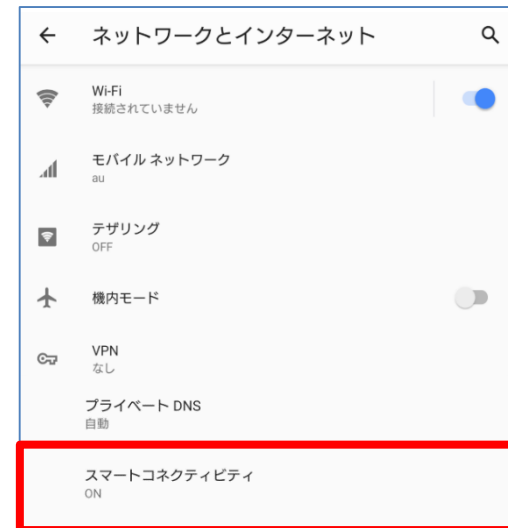 ネットワークとインターネット
Wi-Fi
接続されていません
モバイル ネットワーク
au
テザリング
OFF
機内モード
VPN
なし
プライベート DNS
自動
スマートコネクティビティ
ON